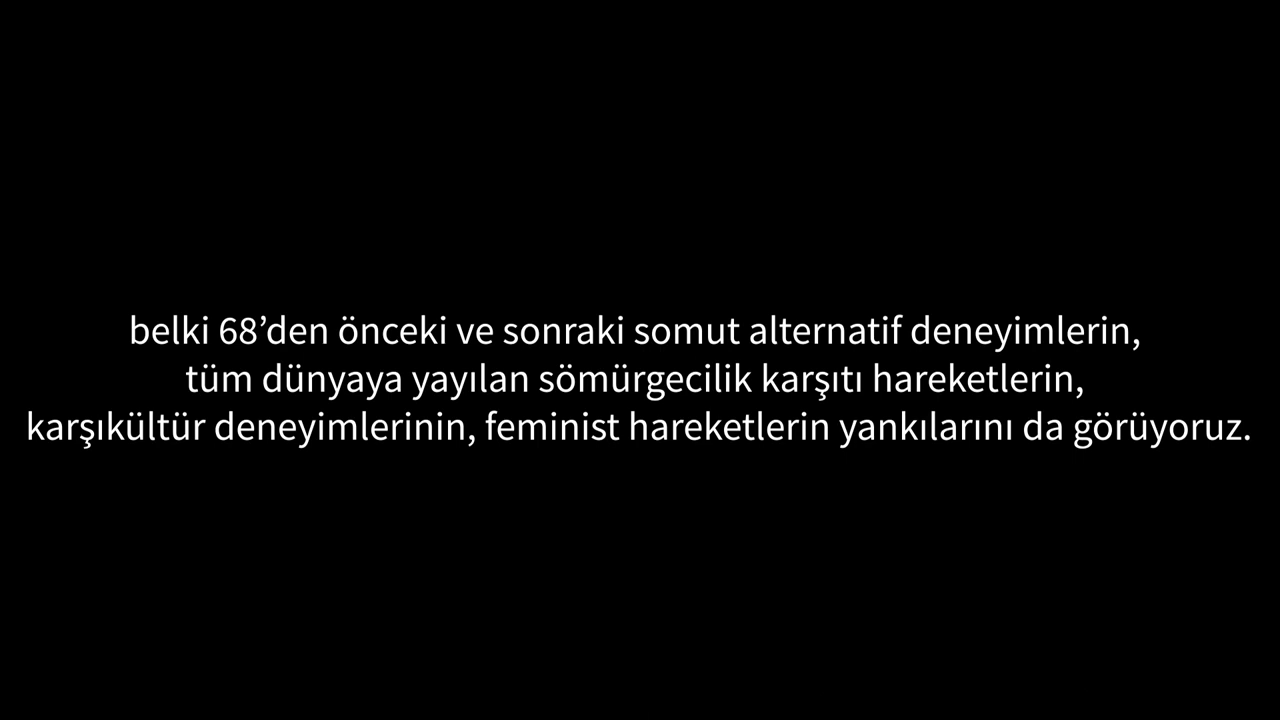 belki 68’den önceki ve sonraki somut alternatif deneyimlerin,
tüm dünyaya yayılan sömürgecilik karşıtı hareketlerin,
karşıkültür deneyimlerinin, feminist hareketlerin yankılarını da görüyoruz.